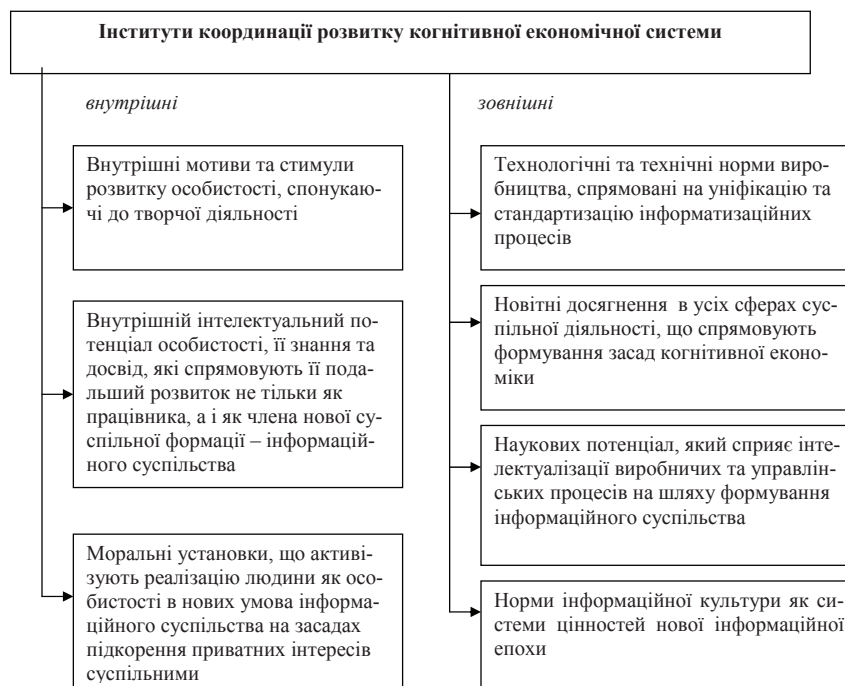 Інститути координації розвитку когнітивної економічної системи
внутрішні
Внутрішні мотиви та стимули
розвитку особистості, спонукаю-
чі до творчої діяльності
Внутрішній інтелектуальний по-
тенціал особистості, її знання та
досвід, які спрямовують її пода-
льший розвиток не тільки як
працівника, а і як члена нової су-
спільної формації – інформацій-
ного суспільства
Моральні установки, що активі-
зують реалізацію людини як осо-
бистості в нових умова інформа-
ційного суспільства на засадах
підкорення приватних інтересів
суспільними
зовнішні
Технологічні та технічні норми виро-
бництва, спрямовані на уніфікацію та
стандартизацію інформатизаційних
процесів
Новітні досягнення в усіх сферах сус-
пільної діяльності, що спрямовують
формування засад когнітивної еконо-
міки
Наукових потенціал, який сприяє інте-
лектуалізації виробничих та управлін-
ських процесів на шляху формування
інформаційного суспільства
Норми інформаційної культури як си-
стеми цінностей нової інформаційної
епохи